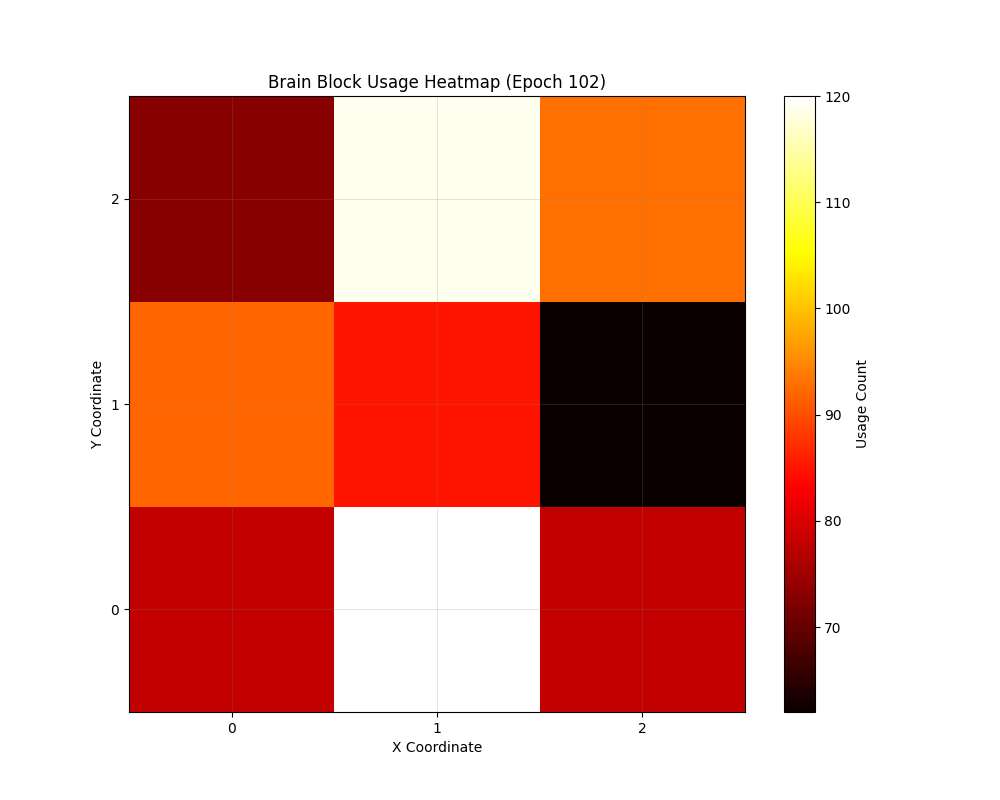 Brain Block Usage Heatmap (Epoch 102)
2
1
0
0 1 2
X Coordinate
Y Coordinate
120
110
100
90
80
70
Usage Count